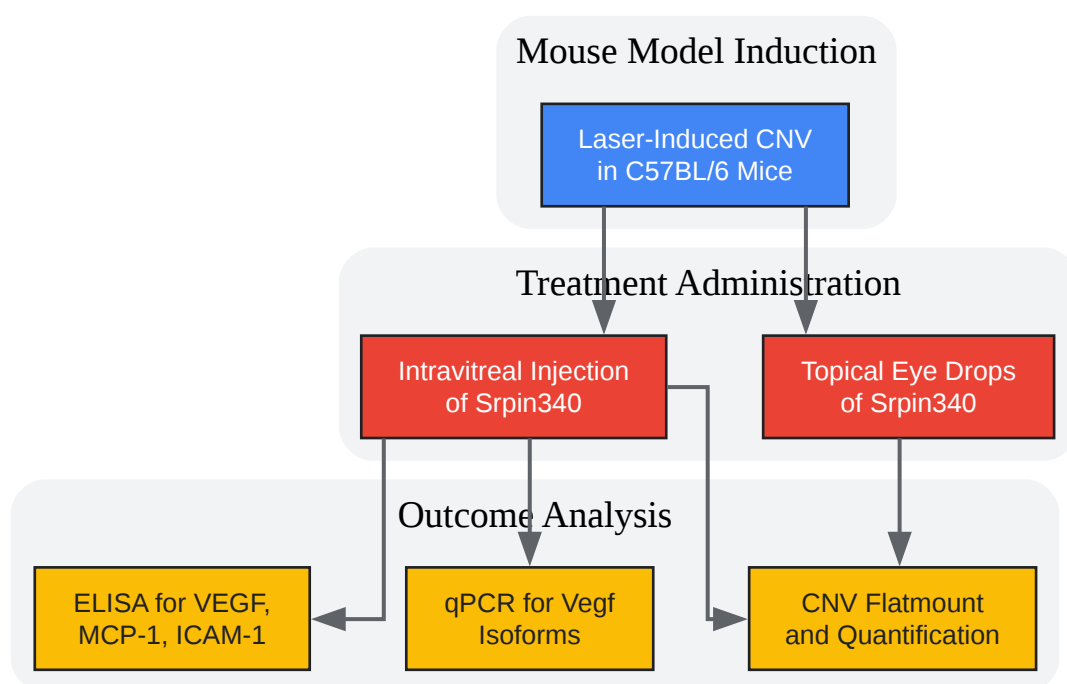 Mouse Model Induction
Laser-Induced CNV
in C57BL/6 Mice
Treatment Administration
Intravitreal Injection
of Srpin340
Topical Eye Drops
of Srpin340
Outcome Analysis
ELISA for VEGF,
MCP-1, ICAM-1
qPCR for Vegf
Isoforms
CNV Flatmount
and Quantification